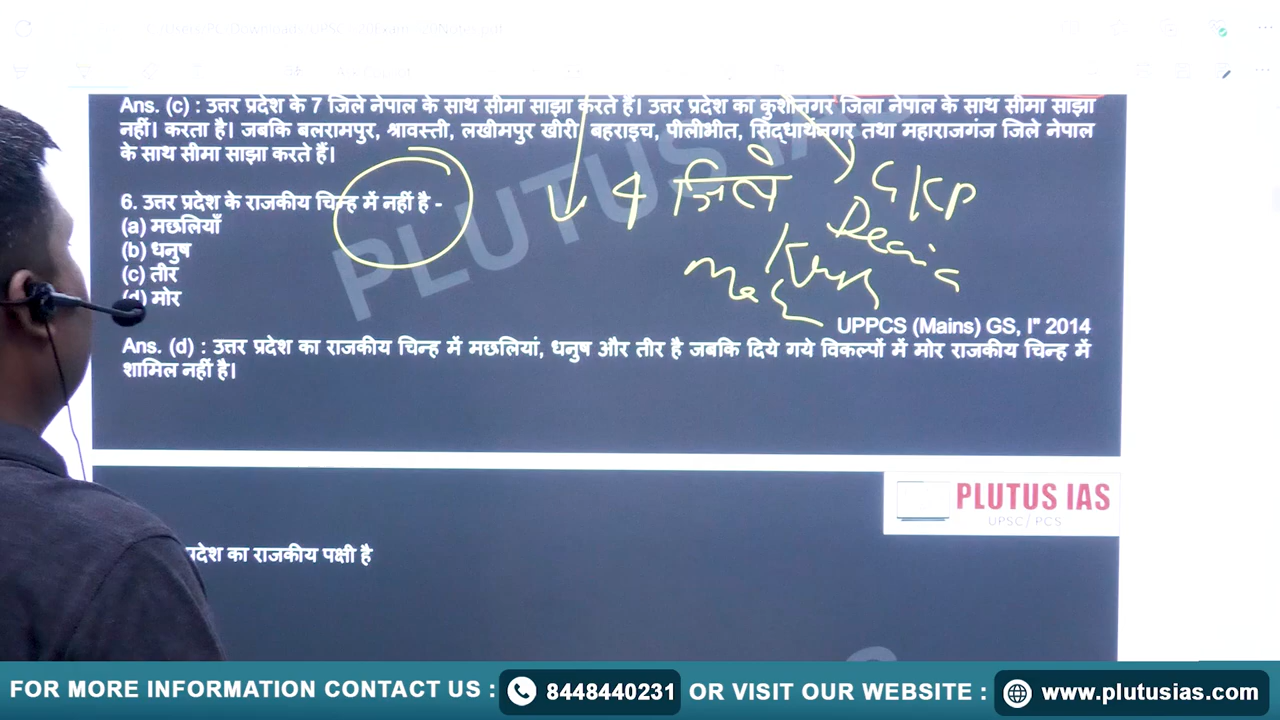 Ans. (c) : उत्तर प्रदेश के 7 जिले नेपाल के साथ सीमा साझा करते हैं। उत्तर प्रदेश का कुशीनगर जिला नेपाल के साथ सीमा साझा
नहीं। करता है। जबकि बलरामपुर, श्रावस्ती, लखीमपुर खीरी बहराइच, पीलीभीत, सिद्धार्थनगर तथा महाराजगंज जिले नेपाल
के साथ सीमा साझा करते हैं।
6. उत्तर प्रदेश के राजकीय चिन्ह में नहीं है -
(a) मछलियाँ
(b) धनुष
(c) तीर
(d) मोर
4 जिले
GKP
PLUTUS IAS
UPPCS (Mains) GS, I" 2014
Ans. (d) : उत्तर प्रदेश का राजकीय चिन्ह में मछलियां, धनुष और तीर है जबकि दिये गये विकल्पों में मोर राजकीय चिन्ह में
शामिल नहीं है।
PLUTUS IAS
UPSC/ PCS
प्रदेश का राजकीय पक्षी है
FOR MORE INFORMATION CONTACT US : 8448440231 OR VISIT OUR WEBSITE : www.plutusias.com